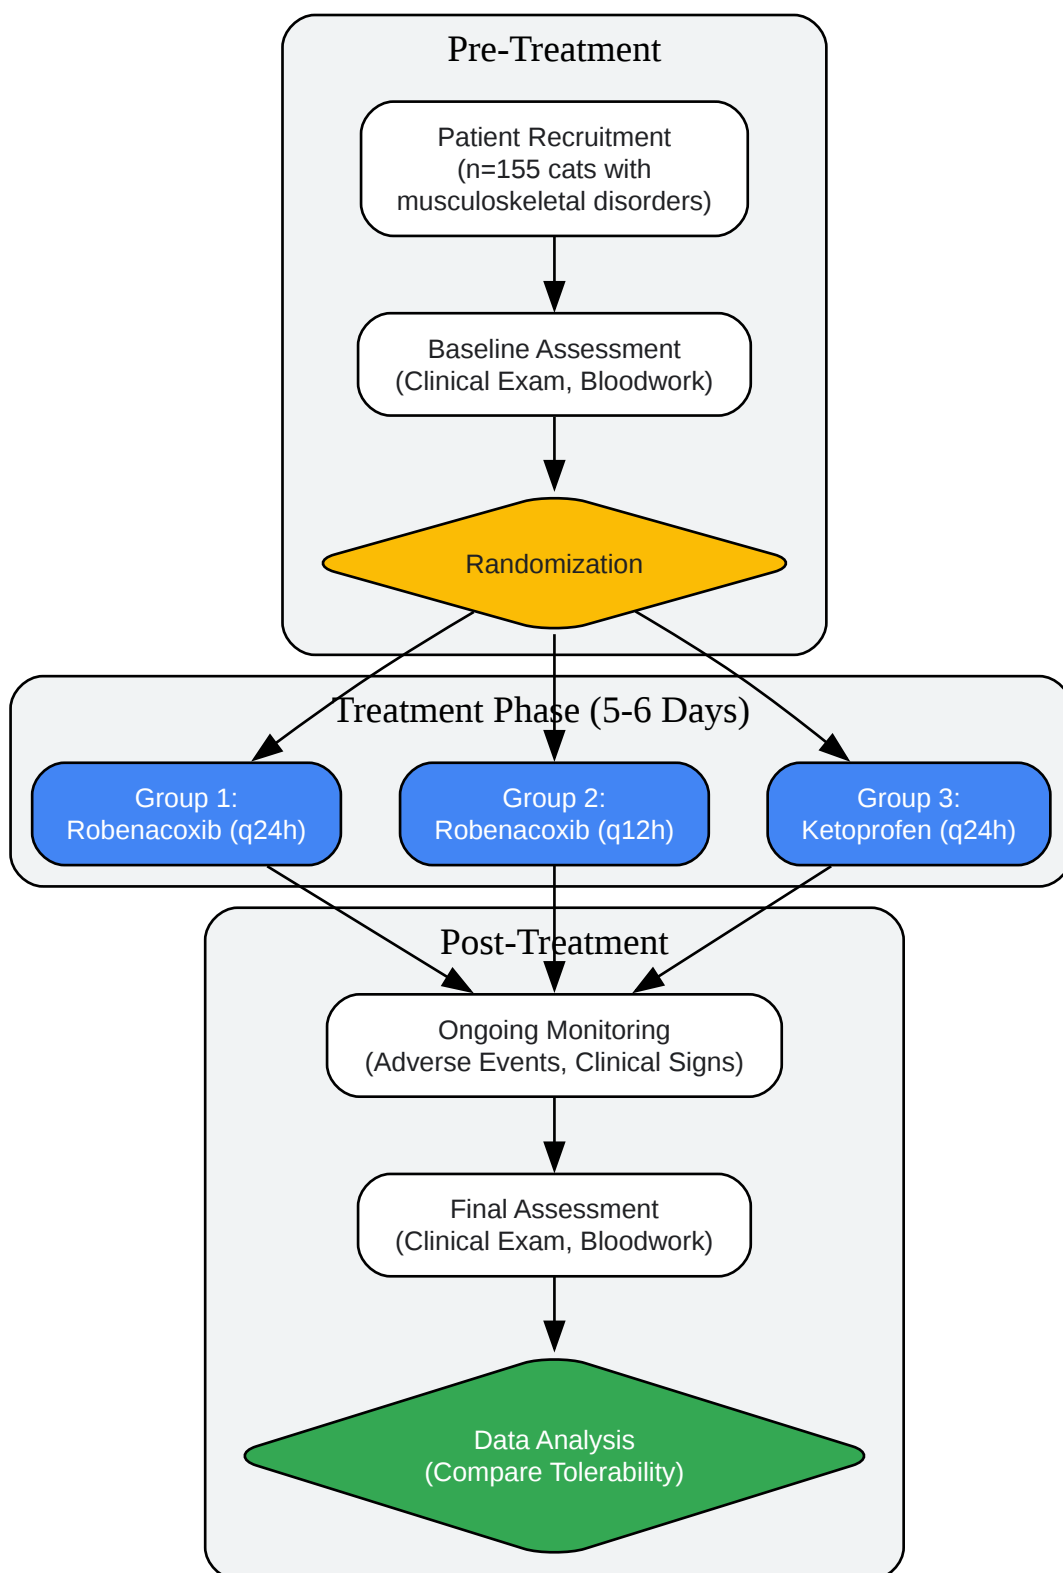 Pre-Treatment
Patient Recruitment
(n=155 cats with
musculoskeletal disorders)
Baseline Assessment
(Clinical Exam, Bloodwork)
Randomization
Treatment Phase (5-6 Days)
Group 1:
Robenacoxib (q24h)
Group 2:
Robenacoxib (q12h)
Group 3:
Ketoprofen (q24h)
Post-Treatment
Ongoing Monitoring
(Adverse Events, Clinical Signs)
Final Assessment
(Clinical Exam, Bloodwork)
Data Analysis
(Compare Tolerability)